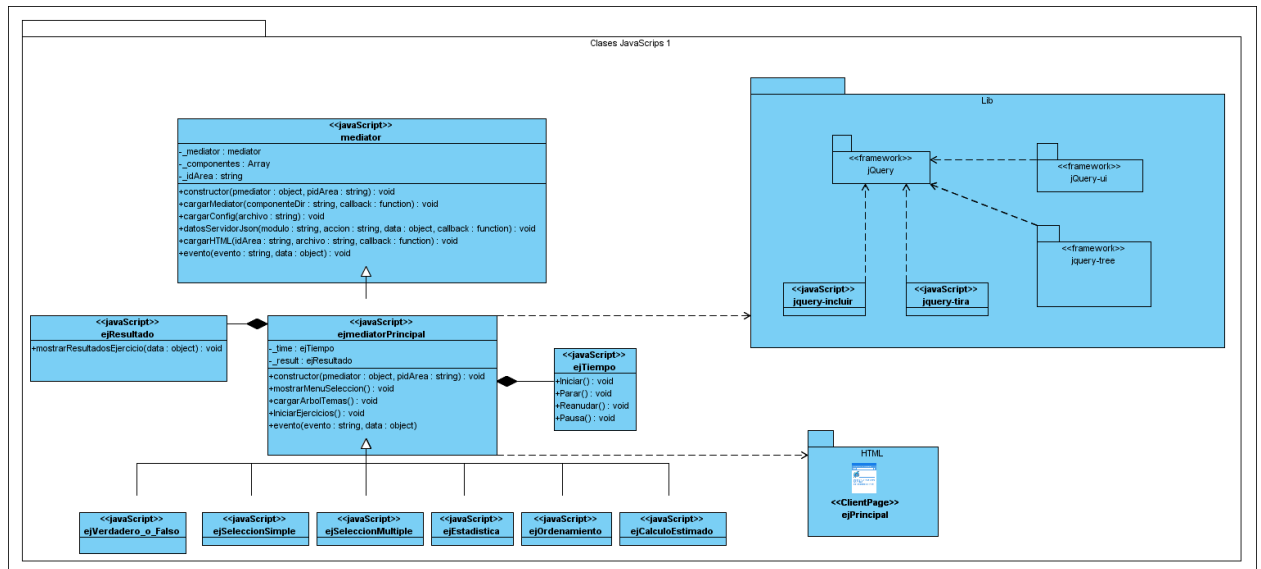 Clases JavaScrips 1
<<javaScript>>
mediator
-_mediator : mediator
-_componentes : Array
-_idArea : string
+constructor(pmediator : object, pidArea : string) : void
+cargarMediator(componenteDir : string, callback : function) : void
+cargarConfig(archivo : string) : void
+datosServidorJson(modulo : string, accion : string, data : object, callback : function) : void
+cargarHTML(idArea : string, archivo : string, callback : function) : void
+evento(evento : string, data : object) : void
Lib
<<framework>>
jQuery
<<framework>>
jQuery-ui
<<framework>>
jquery-tree
<<javaScript>>
jquery-incluir
<<javaScript>>
jquery-tira
<<javaScript>>
ejResultado
+mostrarResultadosEjercicio(data : object) : void
<<javaScript>>
ejmediatorPrincipal
-_time : ejTiempo
-_result : ejResultado
+constructor(pmediator : object, pidArea : string) : void
+mostrarMenuSeleccion() : void
+cargarArbolTemas() : void
+IniciarEjercicios() : void
+evento(evento : string, data : object)
<<javaScript>>
ejTiempo
+Iniciar() : void
+Parar() : void
+Reanudar() : void
+Pausa() : void
HTML
<<ClientPage>>
ejPrincipal
<<javaScript>>
ejVerdadero_o_Falso
<<javaScript>>
ejSeleccionSimple
<<javaScript>>
ejSeleccionMultiple
<<javaScript>>
ejEstadistica
<<javaScript>>
ejOrdenamiento
<<javaScript>>
ejCalculoEstimado